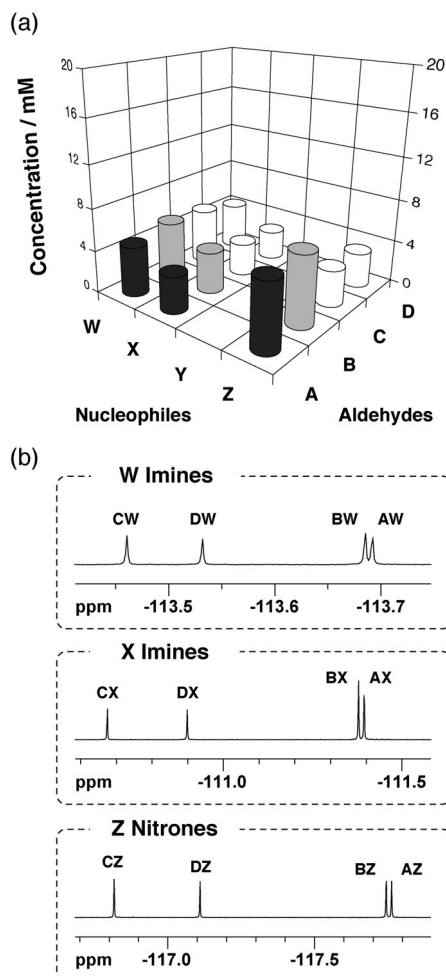 (a)
Concentration / mM
20
16
12
8
4
0
20
16
12
8
4
0
W
X
Y
Z
A
B
C
D
Nucleophiles
Aldehydes
(b)
W Imines
CW DW BW AW
ppm -113.5 -113.6 -113.7
X Imines
CX DX BX AX
ppm -111.0 -111.5
Z Nitrones
CZ DZ BZ AZ
ppm -117.0 -117.5